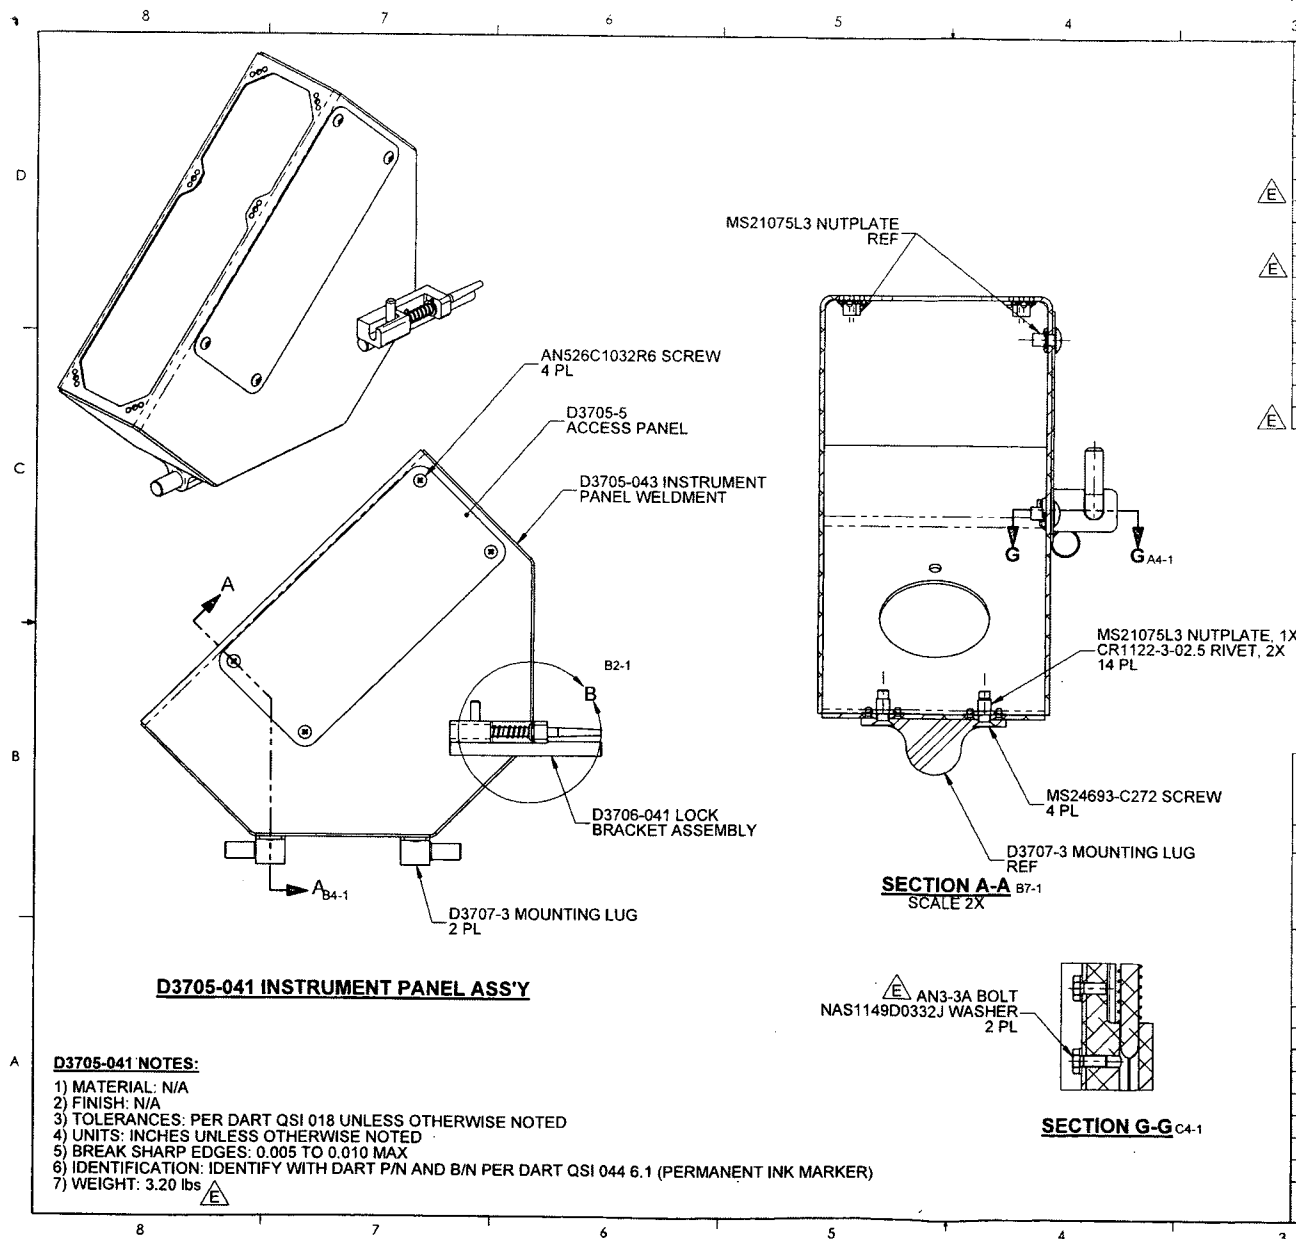 8 7 6 5 4 3
D
C
B
A
E
E
E
MS21075L3 NUTPLATE
REF
AN526C1032R6 SCREW
4 PL
D3705-5
ACCESS PANEL
D3705-043 INSTRUMENT
PANEL WELDMENT
A
B2-1
B
D3706-041 LOCK
BRACKET ASSEMBLY
A B4-1
D3707-3 MOUNTING LUG
2 PL
D3705-041 INSTRUMENT PANEL ASS'Y
G
G A4-1
MS21075L3 NUTPLATE, 1X
CR1122-3-02.5 RIVET, 2X
14 PL
MS24693-C272 SCREW
4 PL
D3707-3 MOUNTING LUG
REF
SECTION A-A B7-1
SCALE 2X
E AN3-3A BOLT
NAS1149D0332J WASHER
2 PL
SECTION G-G C4-1
D3705-041 NOTES:
1) MATERIAL: N/A
2) FINISH: N/A
3) TOLERANCES: PER DART QSI 018 UNLESS OTHERWISE NOTED
4) UNITS: INCHES UNLESS OTHERWISE NOTED
5) BREAK SHARP EDGES: 0.005 TO 0.010 MAX
6) IDENTIFICATION: IDENTIFY WITH DART P/N AND B/N PER DART QSI 044 6.1 (PERMANENT INK MARKER)
7) WEIGHT: 3.20 lbs E
8 7 6 5 4 3